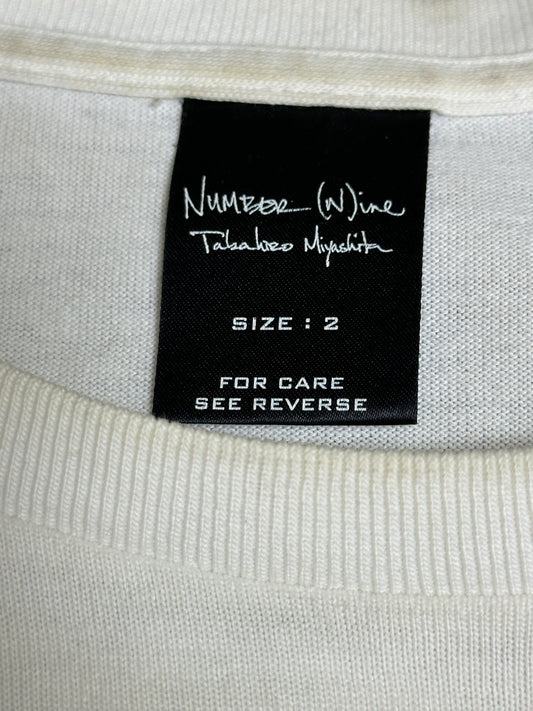 NUMBER (N)ine
Takahiro Miyashita
SIZE : 2
FOR CARE
SEE REVERSE